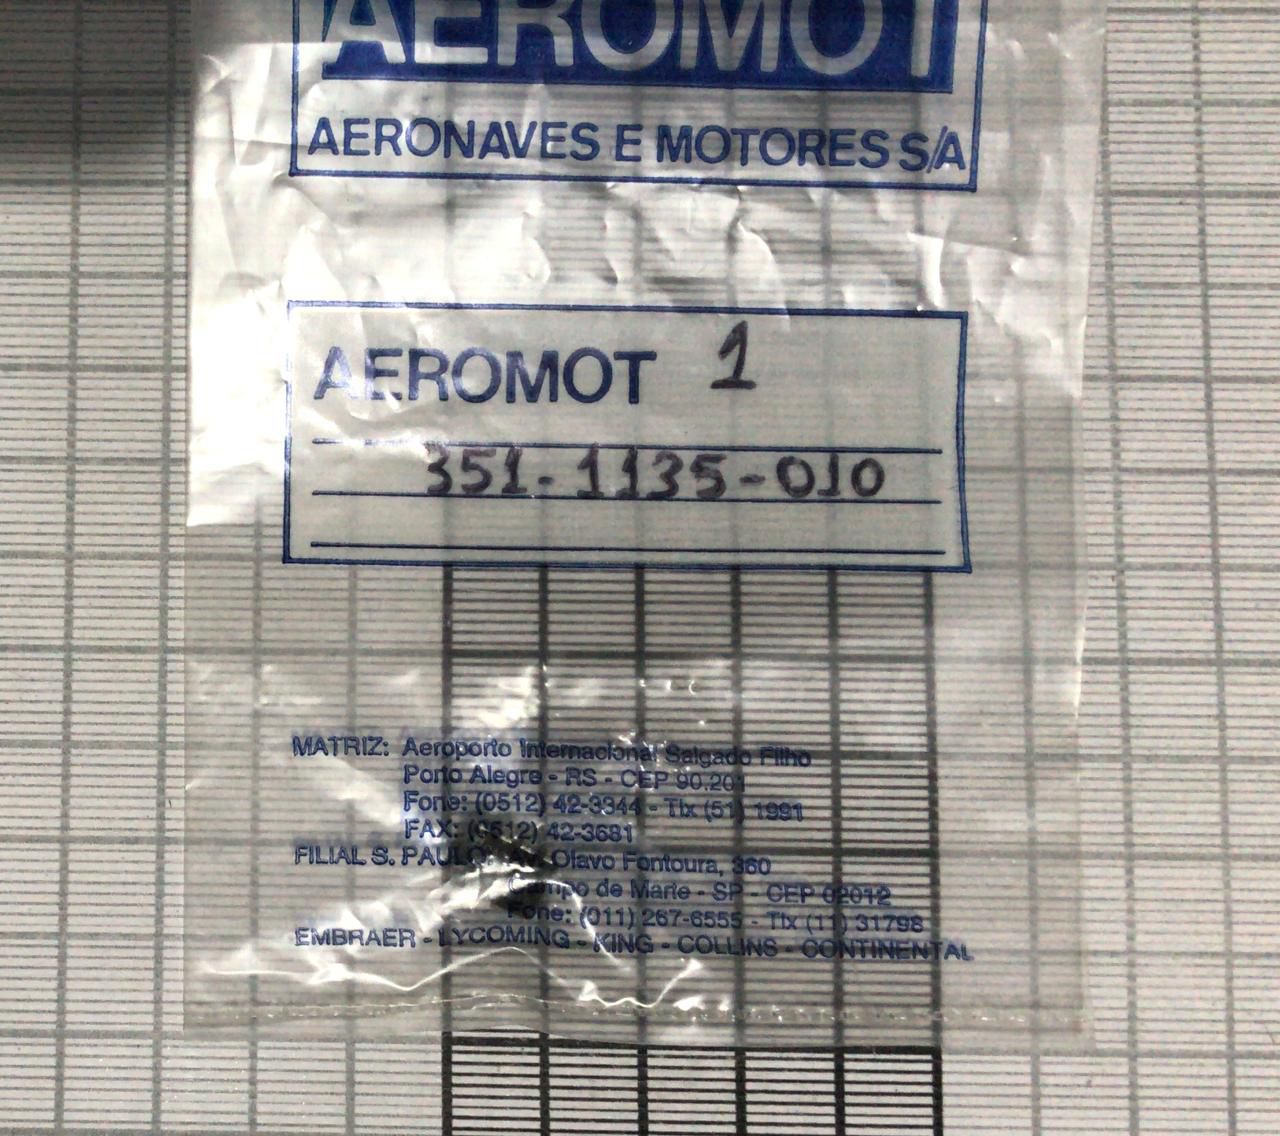 AEROMOT
AERONAVES E MOTORES S/A
AEROMOT 1
351-1135-010
MATRIZ: Aeroporto Internacional Salgado Filho
Porto Alegre - RS - CEP 90.201
Fone: (0512) 42-3344 - Tlx (51) 1991
FAX: (0512) 42-3681
FILIAL S. PAULO: Av. Olavo Fontoura, 360
Campo de Marte - SP - CEP 02012
Fone: (011) 267-6555 - Tlx (11) 31798
EMBRAER - LYCOMING - KING - COLLINS - CONTINENTAL